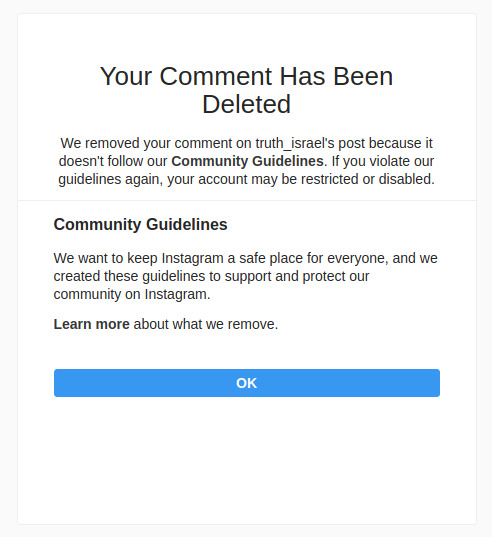 Your Comment Has Been
Deleted
We removed your comment on truth_israel's post because it
doesn't follow our Community Guidelines. If you violate our
guidelines again, your account may be restricted or disabled.
Community Guidelines
We want to keep Instagram a safe place for everyone, and we
created these guidelines to support and protect our
community on Instagram.
Learn more about what we remove.
OK